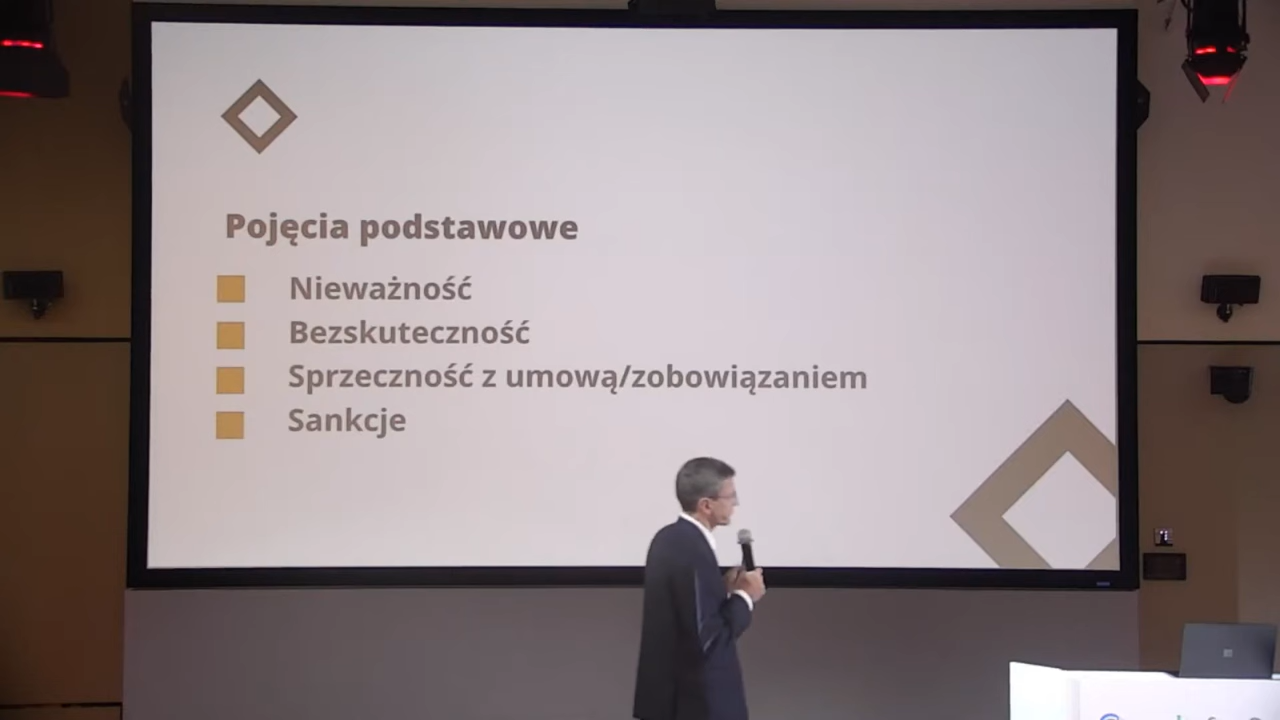 Pojęcia podstawowe
Nieważność
Bezskuteczność
Sprzeczność z umową/zobowiązaniem
Sankcje